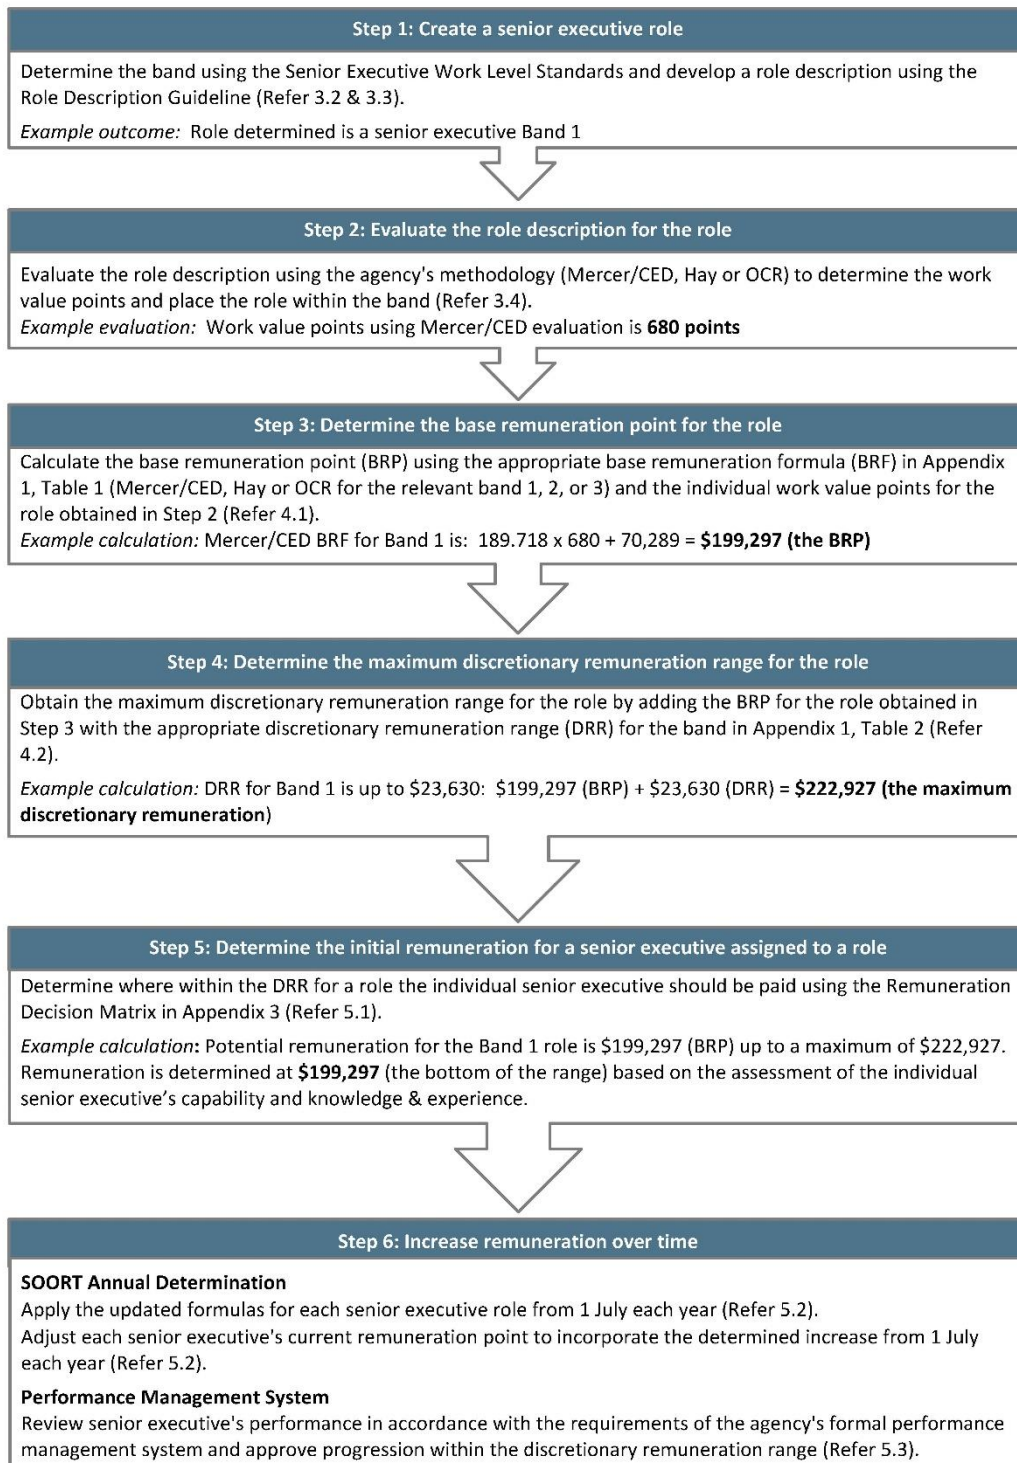 Step 1: Create a senior executive role
Determine the band using the Senior Executive Work Level Standards and develop a role description using the
Role Description Guideline (Refer 3.2 & 3.3).
Example outcome: Role determined is a senior executive Band 1
Step 2: Evaluate the role description for the role
Evaluate the role description using the agency's methodology (Mercer/CED, Hay or OCR) to determine the work
value points and place the role within the band (Refer 3.4).
Example evaluation: Work value points using Mercer/CED evaluation is 680 points
Step 3: Determine the base remuneration point for the role
Calculate the base remuneration point (BRP) using the appropriate base remuneration formula (BRF) in Appendix
1, Table 1 (Mercer/CED, Hay or OCR for the relevant band 1, 2, or 3) and the individual work value points for the
role obtained in Step 2 (Refer 4.1).
Example calculation: Mercer/CED BRF for Band 1 is: 189.718 x 680 + 70,289 = $199,297 (the BRP)
Step 4: Determine the maximum discretionary remuneration range for the role
Obtain the maximum discretionary remuneration range for the role by adding the BRP for the role obtained in
Step 3 with the appropriate discretionary remuneration range (DRR) for the band in Appendix 1, Table 2 (Refer
4.2).
Example calculation: DRR for Band 1 is up to $23,630: $199,297 (BRP) + $23,630 (DRR) = $222,927 (the maximum
discretionary remuneration)
Step 5: Determine the initial remuneration for a senior executive assigned to a role
Determine where within the DRR for a role the individual senior executive should be paid using the Remuneration
Decision Matrix in Appendix 3 (Refer 5.1).
Example calculation: Potential remuneration for the Band 1 role is $199,297 (BRP) up to a maximum of $222,927.
Remuneration is determined at $199,297 (the bottom of the range) based on the assessment of the individual
senior executive's capability and knowledge & experience.
Step 6: Increase remuneration over time
SOORT Annual Determination
Apply the updated formulas for each senior executive role from 1 July each year (Refer 5.2).
Adjust each senior executive's current remuneration point to incorporate the determined increase from 1 July
each year (Refer 5.2).
Performance Management System
Review senior executive's performance in accordance with the requirements of the agency's formal performance
management system and approve progression within the discretionary remuneration range (Refer 5.3).